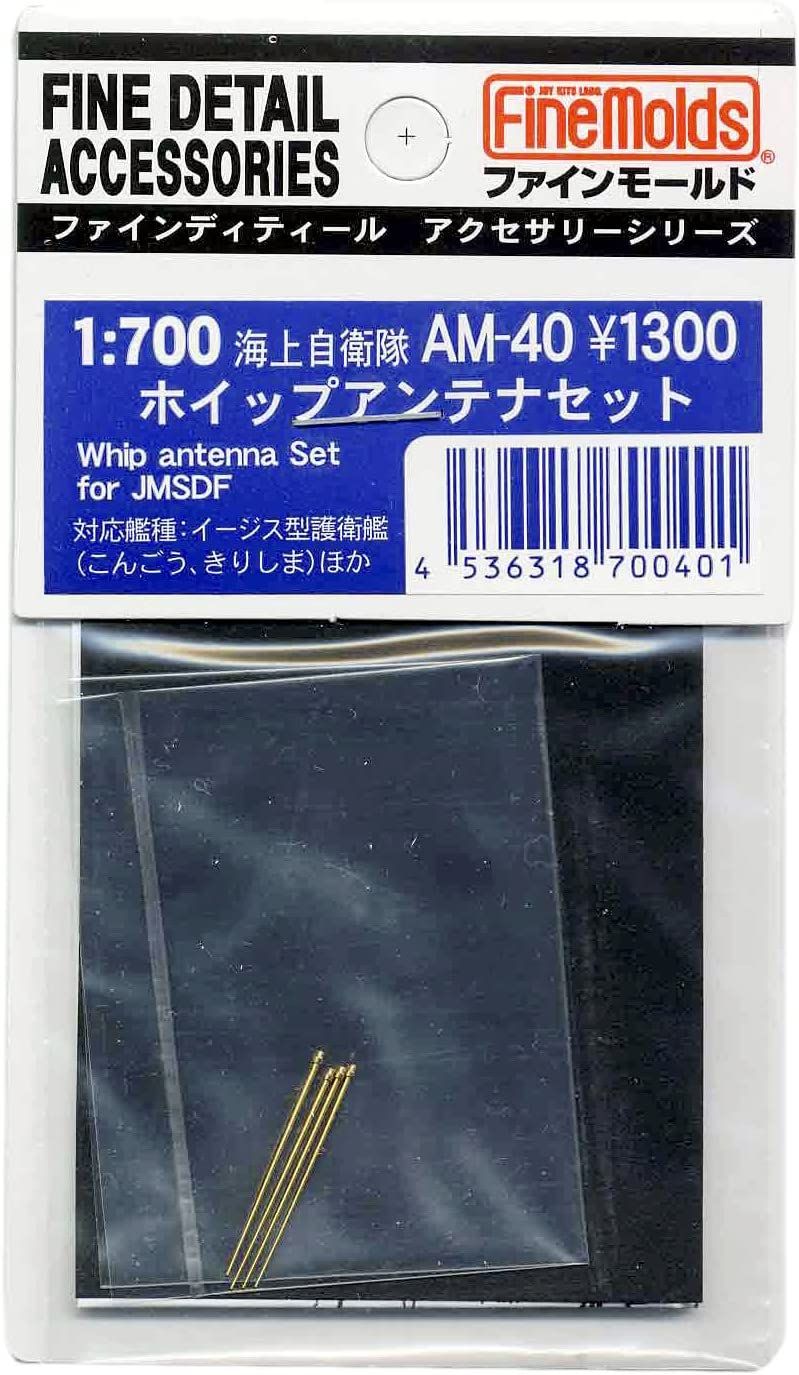 FINE DETAIL
ACCESSORIES
JOY KITS LABEL
FineMolds®
ファインモールド
ファインディティール アクセサリーシリーズ
1:700 海上自衛隊 AM-40 ¥1300
ホイップアンテナセット
Whip antenna Set
for JMSDF
対応艦種:イージス型護衛艦
(こんごう、きりしま)ほか
4 536318 700401